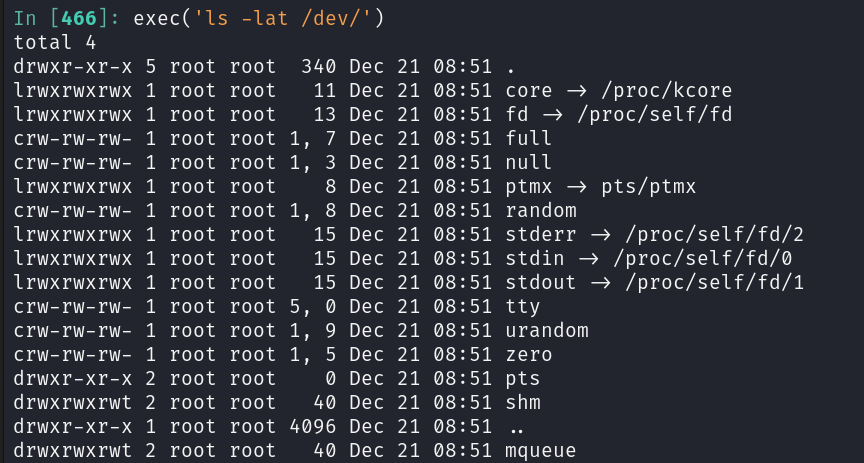 In [466]: exec('ls -lat /dev/')
total 4
drwxr-xr-x 5 root root  340 Dec 21 08:51 .
lrwxrwxrwx 1 root root   11 Dec 21 08:51 core -> /proc/kcore
lrwxrwxrwx 1 root root   13 Dec 21 08:51 fd -> /proc/self/fd
crw-rw-rw- 1 root root 1, 7 Dec 21 08:51 full
crw-rw-rw- 1 root root 1, 3 Dec 21 08:51 null
lrwxrwxrwx 1 root root    8 Dec 21 08:51 ptmx -> pts/ptmx
crw-rw-rw- 1 root root 1, 8 Dec 21 08:51 random
lrwxrwxrwx 1 root root   15 Dec 21 08:51 stderr -> /proc/self/fd/2
lrwxrwxrwx 1 root root   15 Dec 21 08:51 stdin -> /proc/self/fd/0
lrwxrwxrwx 1 root root   15 Dec 21 08:51 stdout -> /proc/self/fd/1
crw-rw-rw- 1 root root 5, 0 Dec 21 08:51 tty
crw-rw-rw- 1 root root 1, 9 Dec 21 08:51 urandom
crw-rw-rw- 1 root root 1, 5 Dec 21 08:51 zero
drwxr-xr-x 2 root root    0 Dec 21 08:51 pts
drwxrwxrwt 2 root root   40 Dec 21 08:51 shm
drwxr-xr-x 1 root root 4096 Dec 21 08:51 ..
drwxrwxrwt 2 root root   40 Dec 21 08:51 mqueue